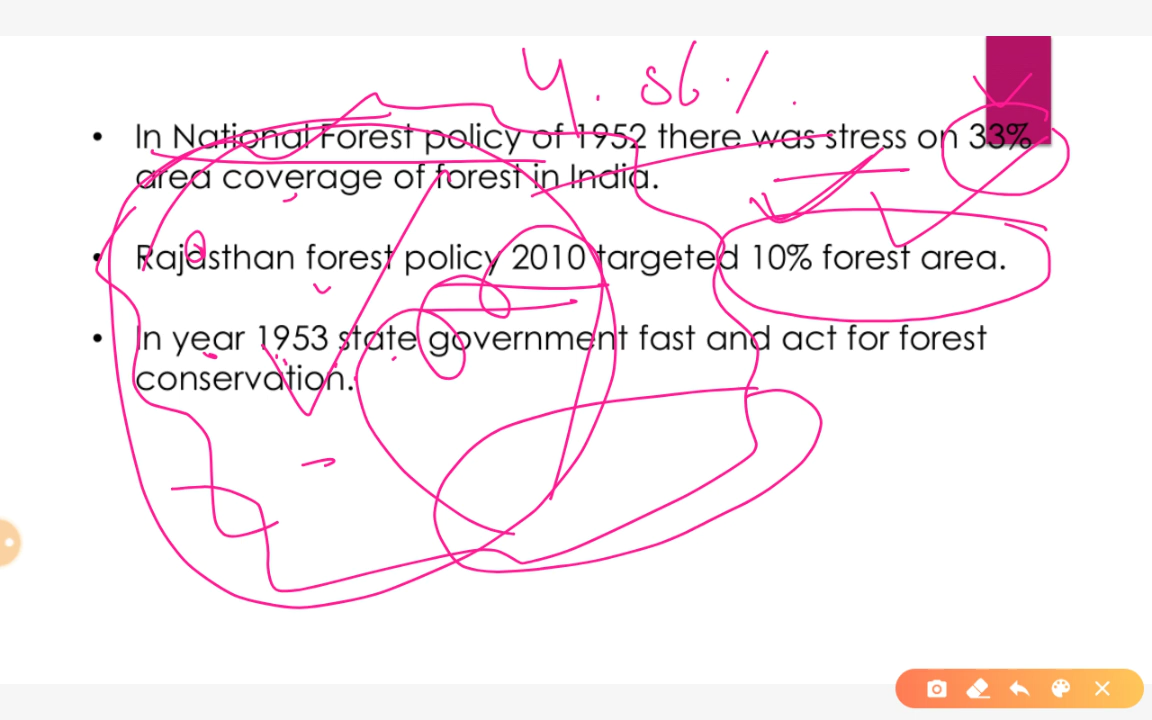 4.86%.
• In National Forest policy of 1952 there was stress on 33%
area coverage of forest in India.
• Rajasthan forest policy 2010 targeted 10% forest area.
• In year 1953 state government fast and act for forest
conservation.